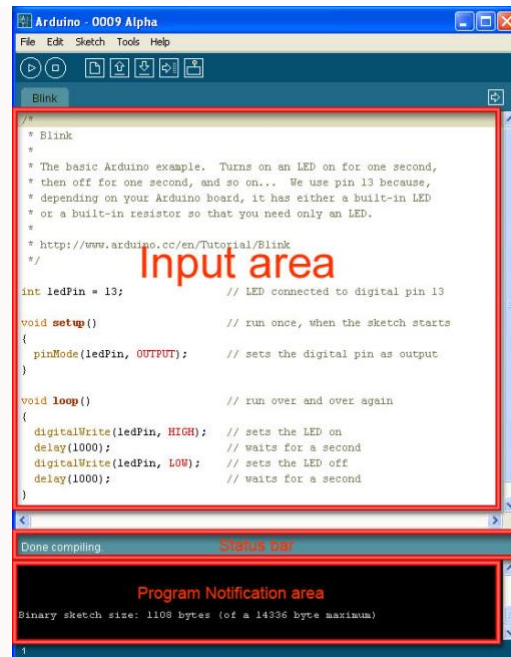 Arduino - 0009 Alpha
File Edit Sketch Tools Help
Blink
/*
* Blink
*
* The basic Arduino example. Turns on an LED on for one second,
* then off for one second, and so on... We use pin 13 because,
* depending on your Arduino board, it has either a built-in LED
* or a built-in resistor so that you need only an LED.
*
* http://www.arduino.cc/en/Tutorial/Blink
*/
Input area
int ledPin = 13; // LED connected to digital pin 13
void setup() // run once, when the sketch starts
{
pinMode(ledPin, OUTPUT); // sets the digital pin as output
}
void loop() // run over and over again
{
digitalWrite(ledPin, HIGH); // sets the LED on
delay(1000); // waits for a second
digitalWrite(ledPin, LOW); // sets the LED off
delay(1000); // waits for a second
}
Done compiling. Status bar
Program Notification area
Binary sketch size: 1108 bytes (of a 14336 byte maximum)
1